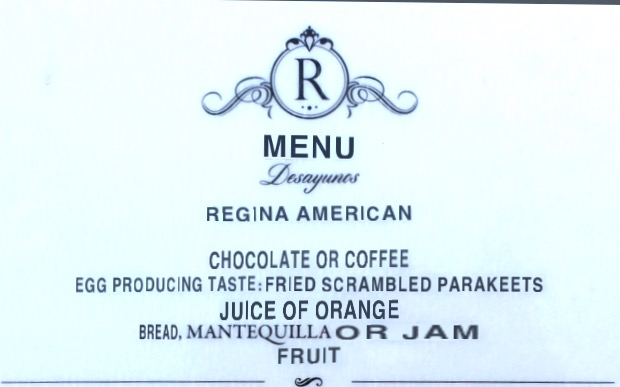 R
MENU
Desayunos
REGINA AMERICAN
CHOCOLATE OR COFFEE
EGG PRODUCING TASTE: FRIED SCRAMBLED PARAKEETS
JUICE OF ORANGE
BREAD, MANTEQUILLA OR JAM
FRUIT